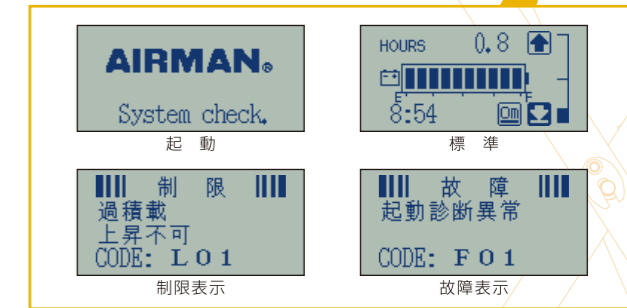 AIRMAN®
System check.
起動
HOURS 0.8
E F
8:54 0m
標準
制限
過積載
上昇不可
CODE: L01
制限表示
故障
起動診断異常
CODE: F01
故障表示